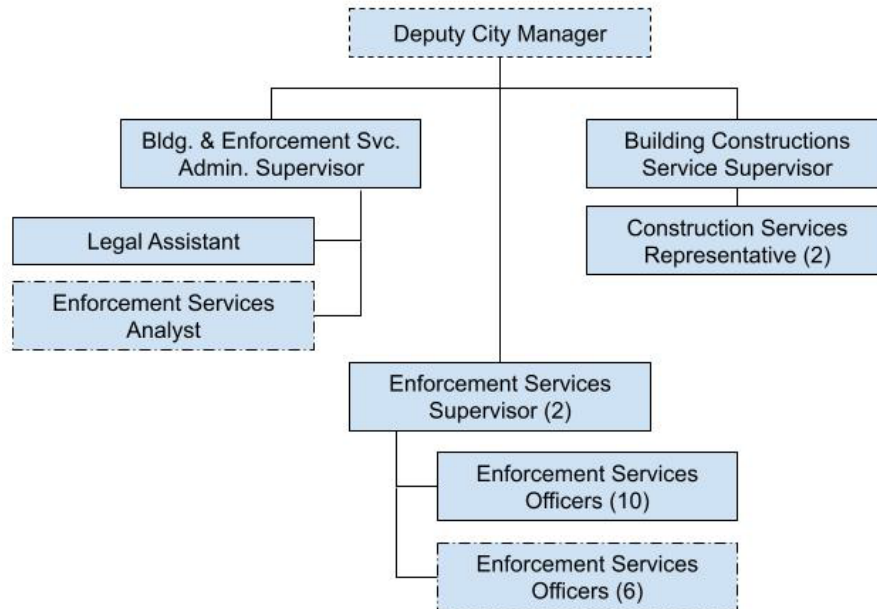 Deputy City Manager
Bldg. & Enforcement Svc.
Admin. Supervisor
Building Constructions
Service Supervisor
Legal Assistant
Construction Services
Representative (2)
Enforcement Services
Analyst
Enforcement Services
Supervisor (2)
Enforcement Services
Officers (10)
Enforcement Services
Officers (6)